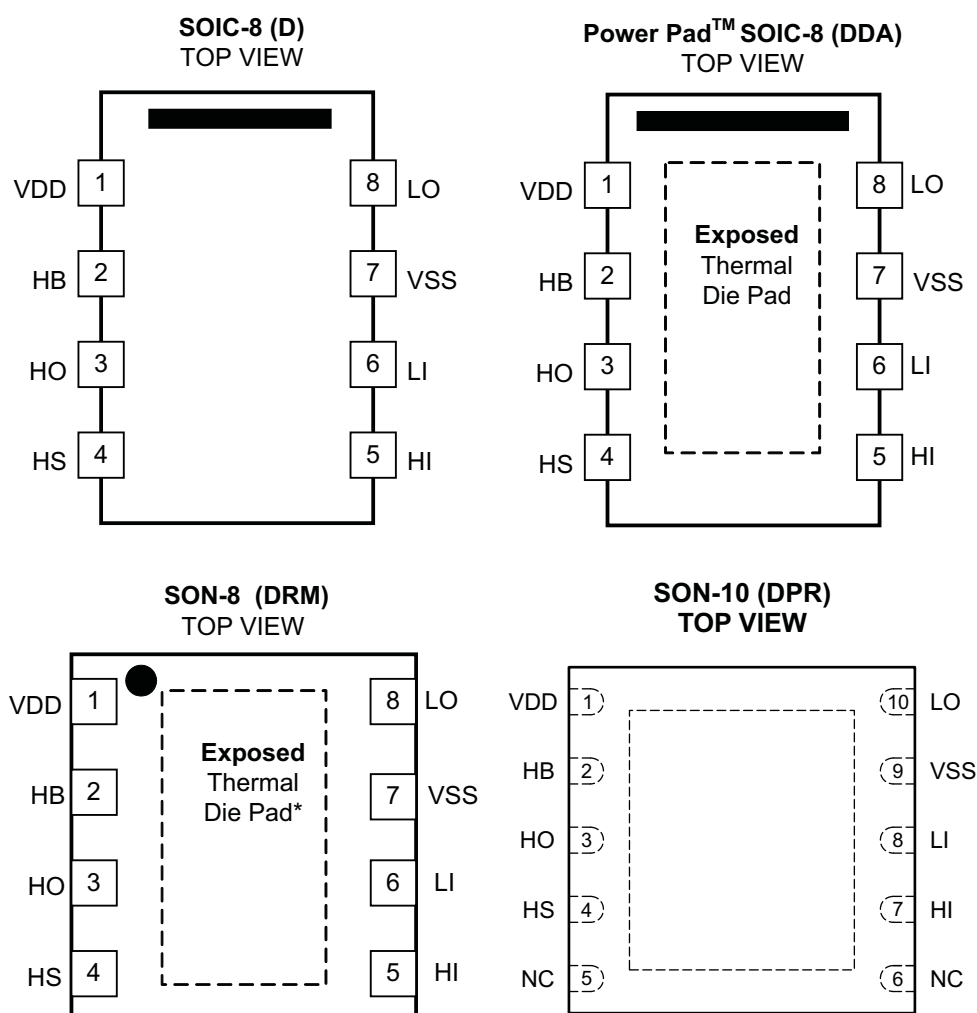 SOIC-8 (D)
TOP VIEW
VDD 1 8 LO
HB 2 7 VSS
HO 3 6 LI
HS 4 5 HI
Power Pad™ SOIC-8 (DDA)
TOP VIEW
VDD 1 8 LO
HB 2 7 VSS
HO 3 6 LI
HS 4 5 HI
Exposed
Thermal
Die Pad
SON-8 (DRM)
TOP VIEW
VDD 1 8 LO
HB 2 7 VSS
HO 3 6 LI
HS 4 5 HI
Exposed
Thermal
Die Pad*
SON-10 (DPR)
TOP VIEW
VDD 1 10 LO
HB 2 9 VSS
HO 3 8 LI
HS 4 7 HI
NC 5 6 NC